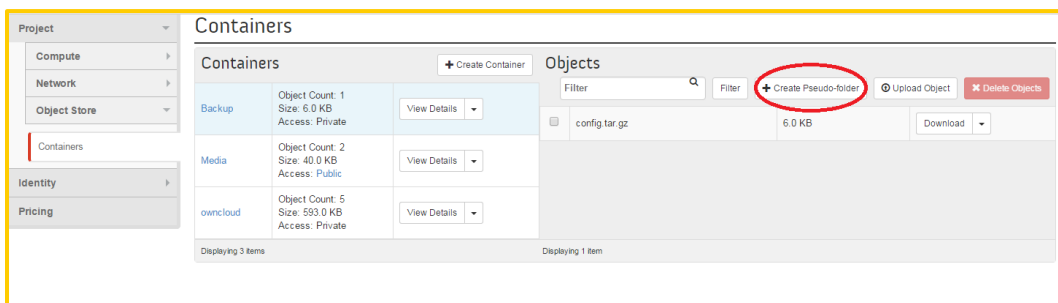 Project
Compute
Network
Object Store
Containers
Identity
Pricing
Containers
Containers
+ Create Container
Backup
Object Count: 1
Size: 6.0 KB
Access: Private
View Details
Media
Object Count: 2
Size: 40.0 KB
Access: Public
View Details
owncloud
Object Count: 5
Size: 593.0 KB
Access: Private
View Details
Displaying 3 items
Objects
Filter
Filter
+ Create Pseudo-folder
Upload Object
Delete Objects
config.tar.gz 6.0 KB Download
Displaying 1 item